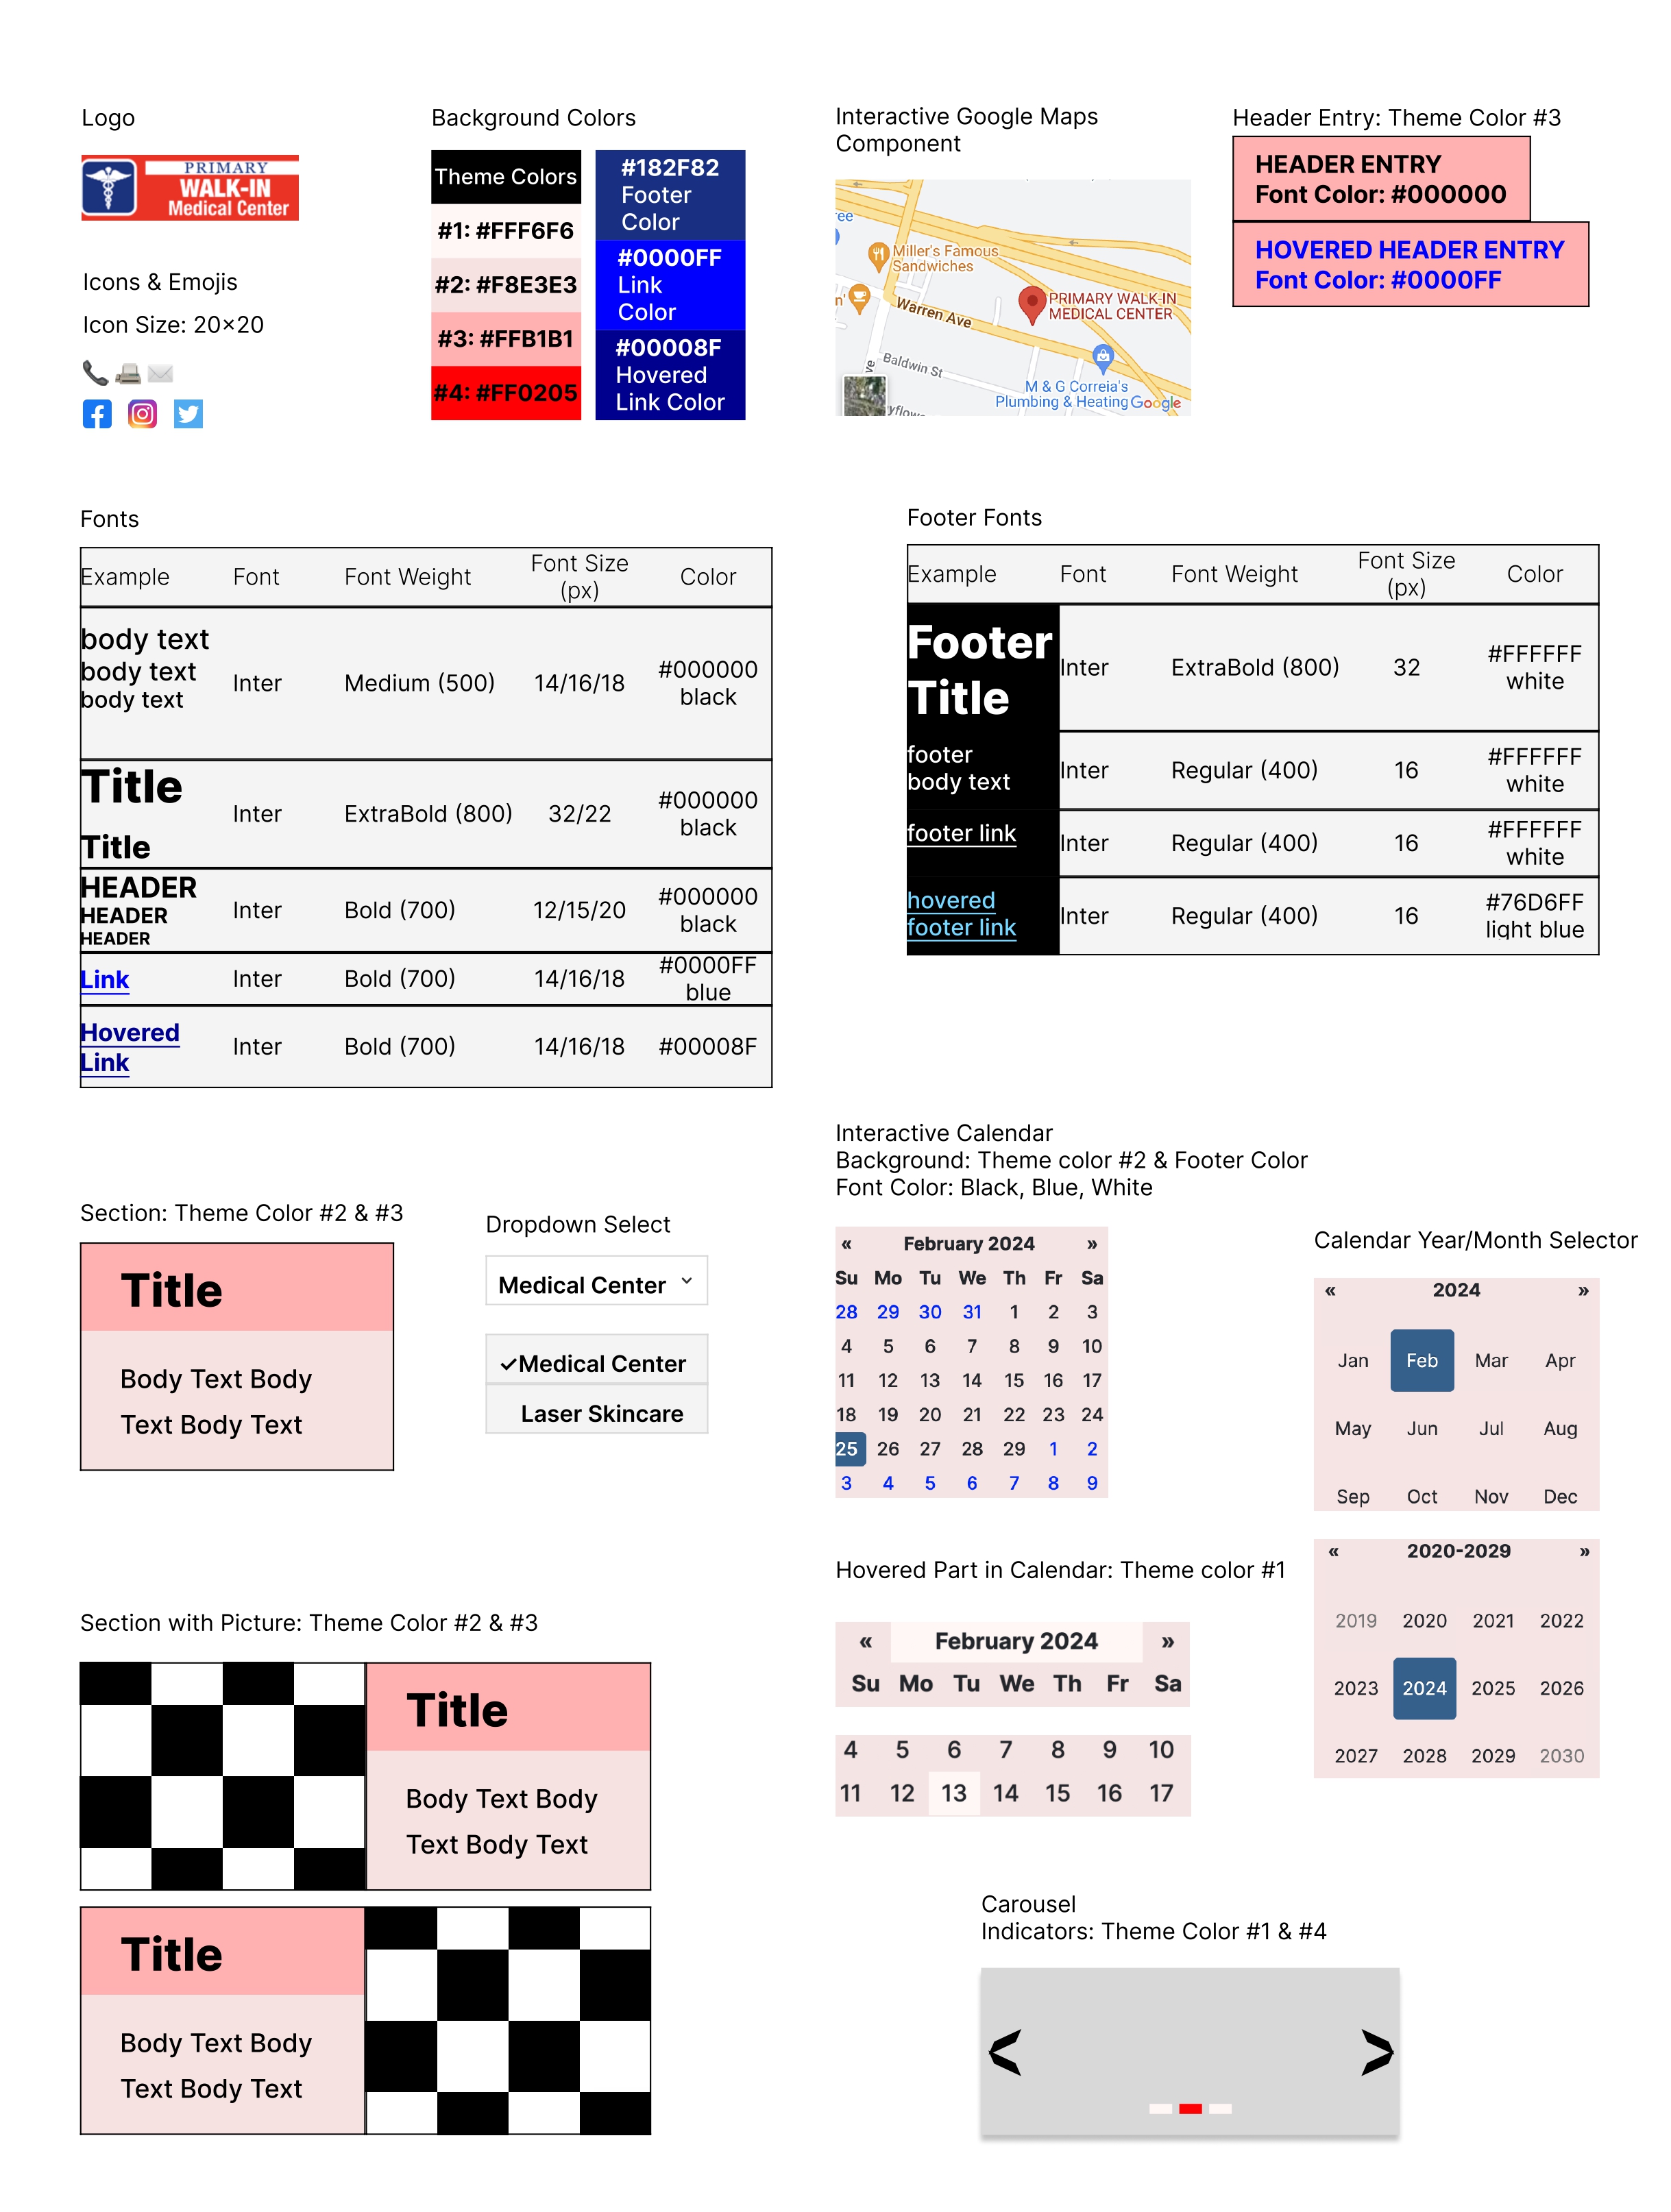 Logo
PRIMARY
WALK-IN
Medical Center
Icons & Emojis
Icon Size: 20×20
Background Colors
Theme Colors
#1: #FFF6F6
#2: #F8E3E3
#3: #FFB1B1
#4: #FF0205
#182F82
Footer
Color
#0000FF
Link
Color
#00008F
Hovered
Link Color
Interactive Google Maps
Component
Miller's Famous
Sandwiches
PRIMARY WALK-IN
MEDICAL CENTER
Warren Ave
Baldwin St
M & G Correia's
Plumbing & Heating
Google
Header Entry: Theme Color #3
HEADER ENTRY
Font Color: #000000
HOVERED HEADER ENTRY
Font Color: #0000FF
Fonts
Example Font Font Weight Font Size (px) Color
body text
body text
body text
Inter Medium (500) 14/16/18 #000000 black
Title
Title
Inter ExtraBold (800) 32/22 #000000 black
HEADER
HEADER
HEADER
Inter Bold (700) 12/15/20 #000000 black
Link Inter Bold (700) 14/16/18 #0000FF blue
Hovered
Link
Inter Bold (700) 14/16/18 #00008F
Footer Fonts
Example Font Font Weight Font Size (px) Color
Footer
Title
Inter ExtraBold (800) 32 #FFFFFF white
footer
body text
Inter Regular (400) 16 #FFFFFF white
footer link Inter Regular (400) 16 #FFFFFF white
hovered
footer link
Inter Regular (400) 16 #76D6FF light blue
Section: Theme Color #2 & #3
Title
Body Text Body
Text Body Text
Dropdown Select
Medical Center
✓Medical Center
Laser Skincare
Interactive Calendar
Background: Theme color #2 & Footer Color
Font Color: Black, Blue, White
« February 2024 »
Su Mo Tu We Th Fr Sa
28 29 30 31 1 2 3
4 5 6 7 8 9 10
11 12 13 14 15 16 17
18 19 20 21 22 23 24
25 26 27 28 29 1 2
3 4 5 6 7 8 9
Calendar Year/Month Selector
« 2024 »
Jan Feb Mar Apr
May Jun Jul Aug
Sep Oct Nov Dec
« 2020-2029 »
2019 2020 2021 2022
2023 2024 2025 2026
2027 2028 2029 2030
Hovered Part in Calendar: Theme color #1
« February 2024 »
Su Mo Tu We Th Fr Sa
4 5 6 7 8 9 10
11 12 13 14 15 16 17
Section with Picture: Theme Color #2 & #3
Title
Body Text Body
Text Body Text
Title
Body Text Body
Text Body Text
Carousel
Indicators: Theme Color #1 & #4
< >